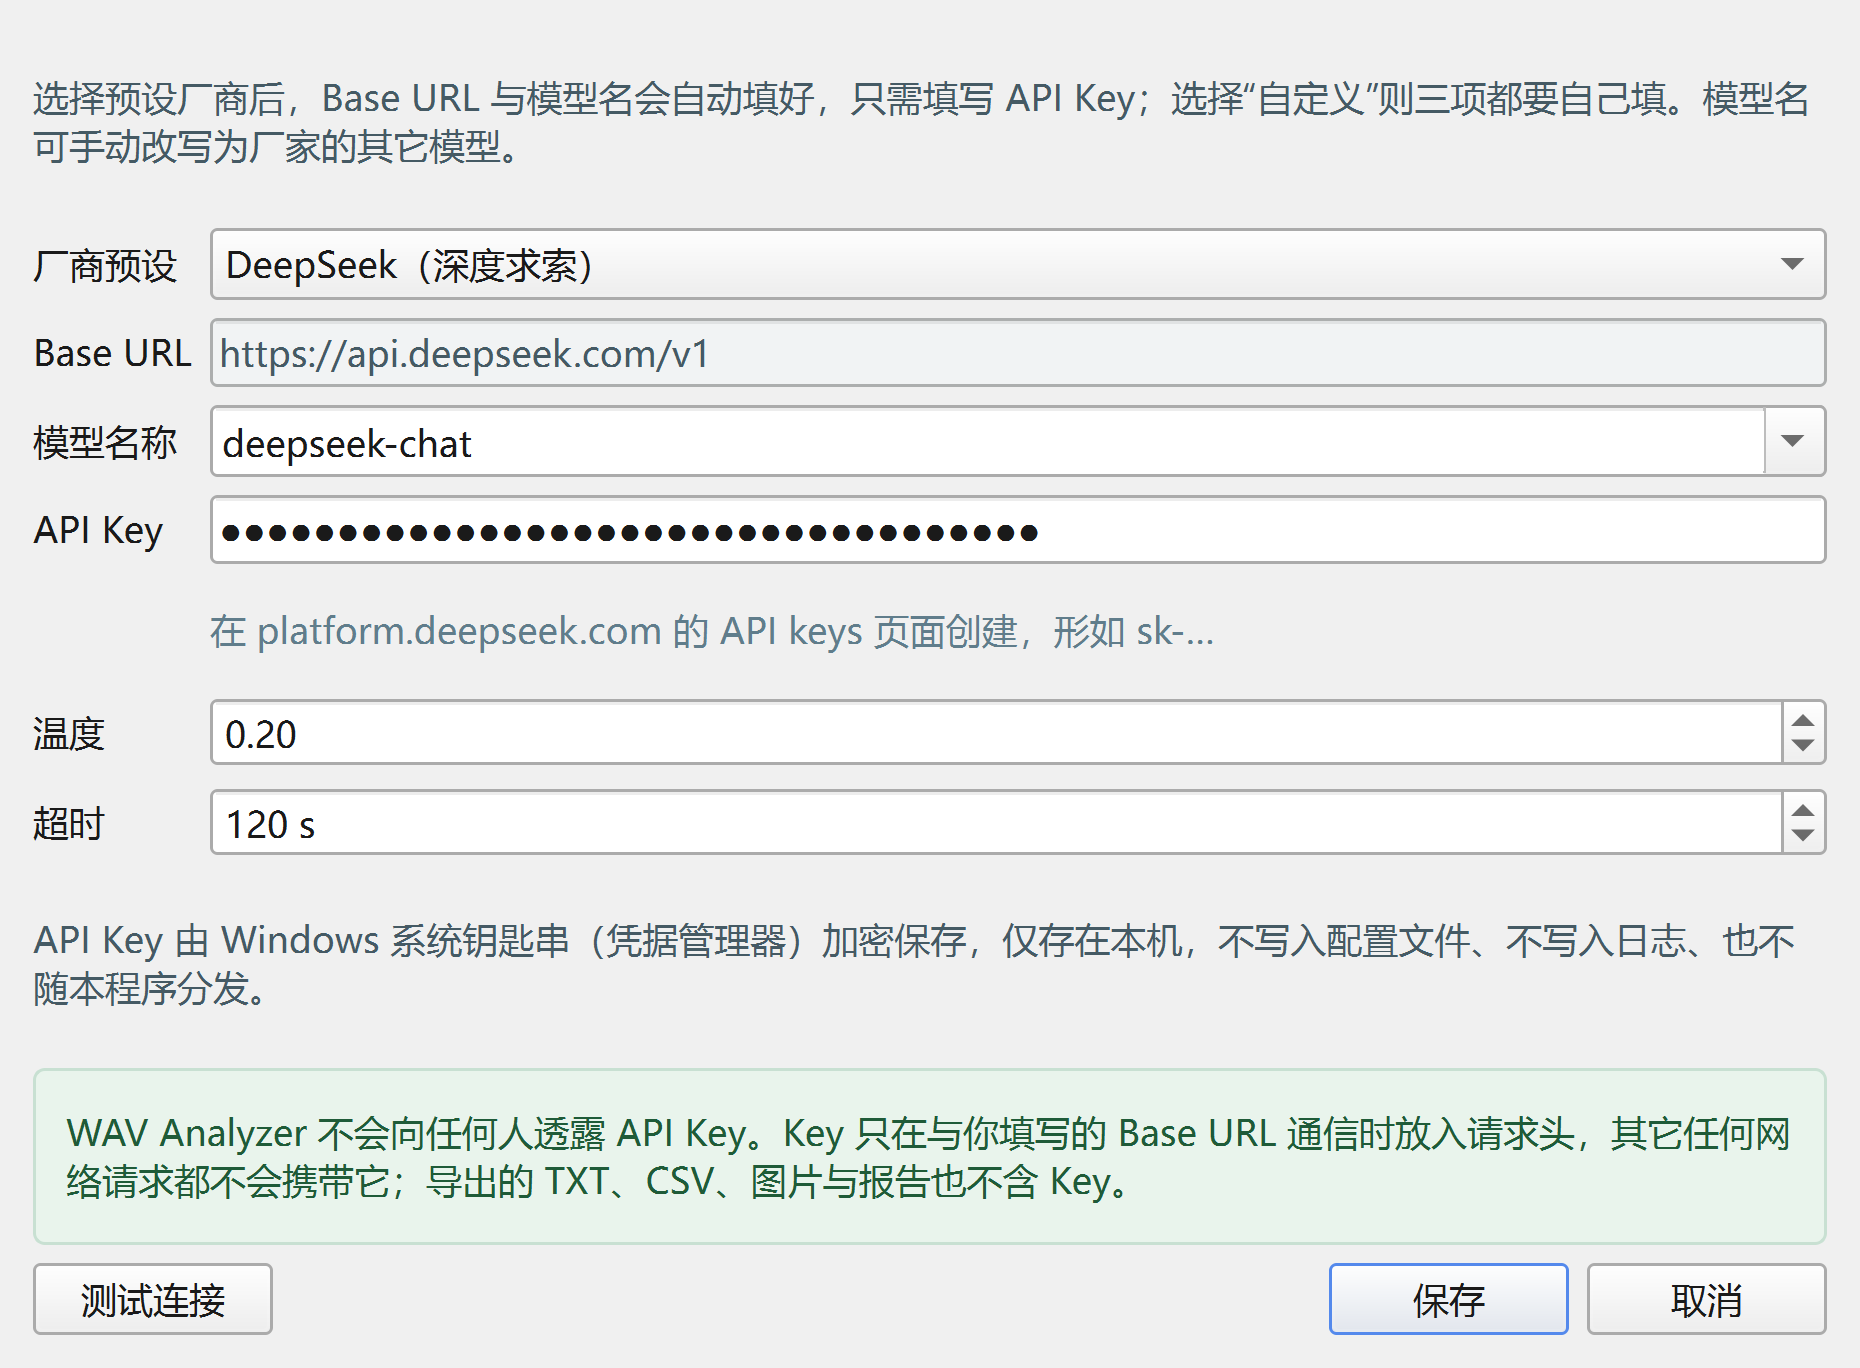 选择预设厂商后，Base URL 与模型名会自动填好，只需填写 API Key；选择“自定义”则三项都要自己填。模型名
可手动改写为厂家的其它模型。
厂商预设 DeepSeek（深度求索）
Base URL https://api.deepseek.com/v1
模型名称 deepseek-chat
API Key ●●●●●●●●●●●●●●●●●●●●●●●●●●●●●●●●●●●
在 platform.deepseek.com 的 API keys 页面创建，形如 sk-...
温度 0.20
超时 120 s
API Key 由 Windows 系统钥匙串（凭据管理器）加密保存，仅存在本机，不写入配置文件、不写入日志、也不
随本程序分发。
WAV Analyzer 不会向任何人透露 API Key。Key 只在与你填写的 Base URL 通信时放入请求头，其它任何网
络请求都不会携带它；导出的 TXT、CSV、图片与报告也不含 Key。
测试连接 保存 取消